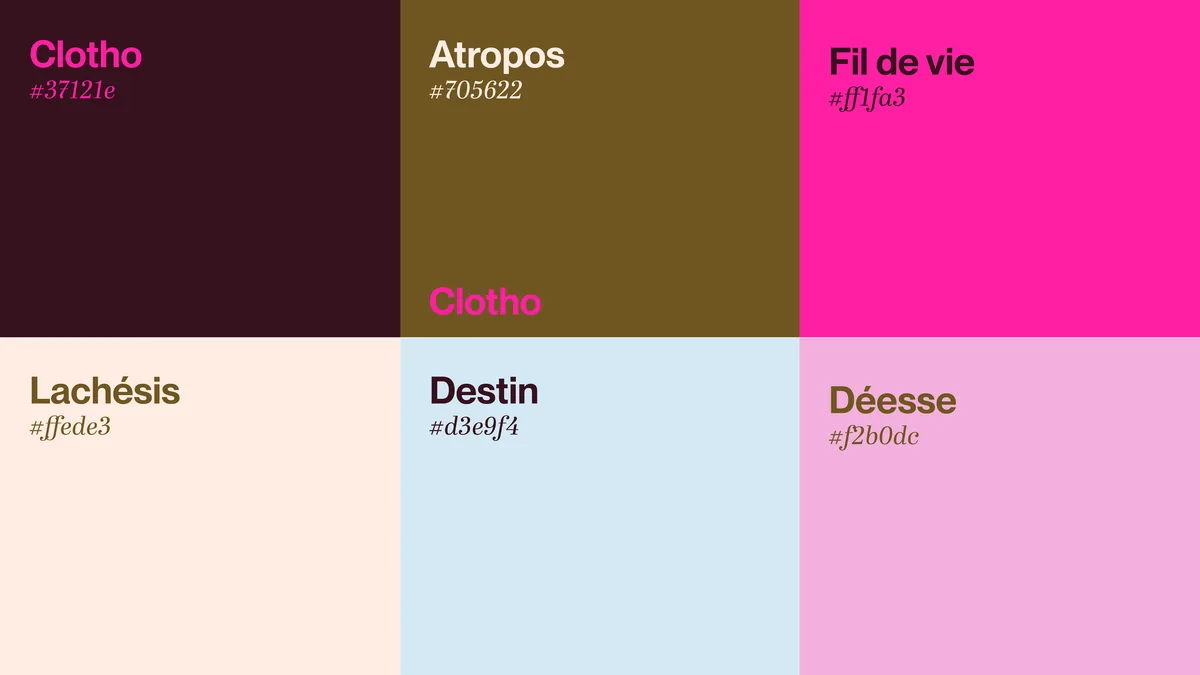 Clotho
#37121e
Atropos
#705622
Clotho
Fil de vie
#ff1fa3
Lachésis
#ffede3
Destin
#d3e9f4
Déesse
#f2b0dc